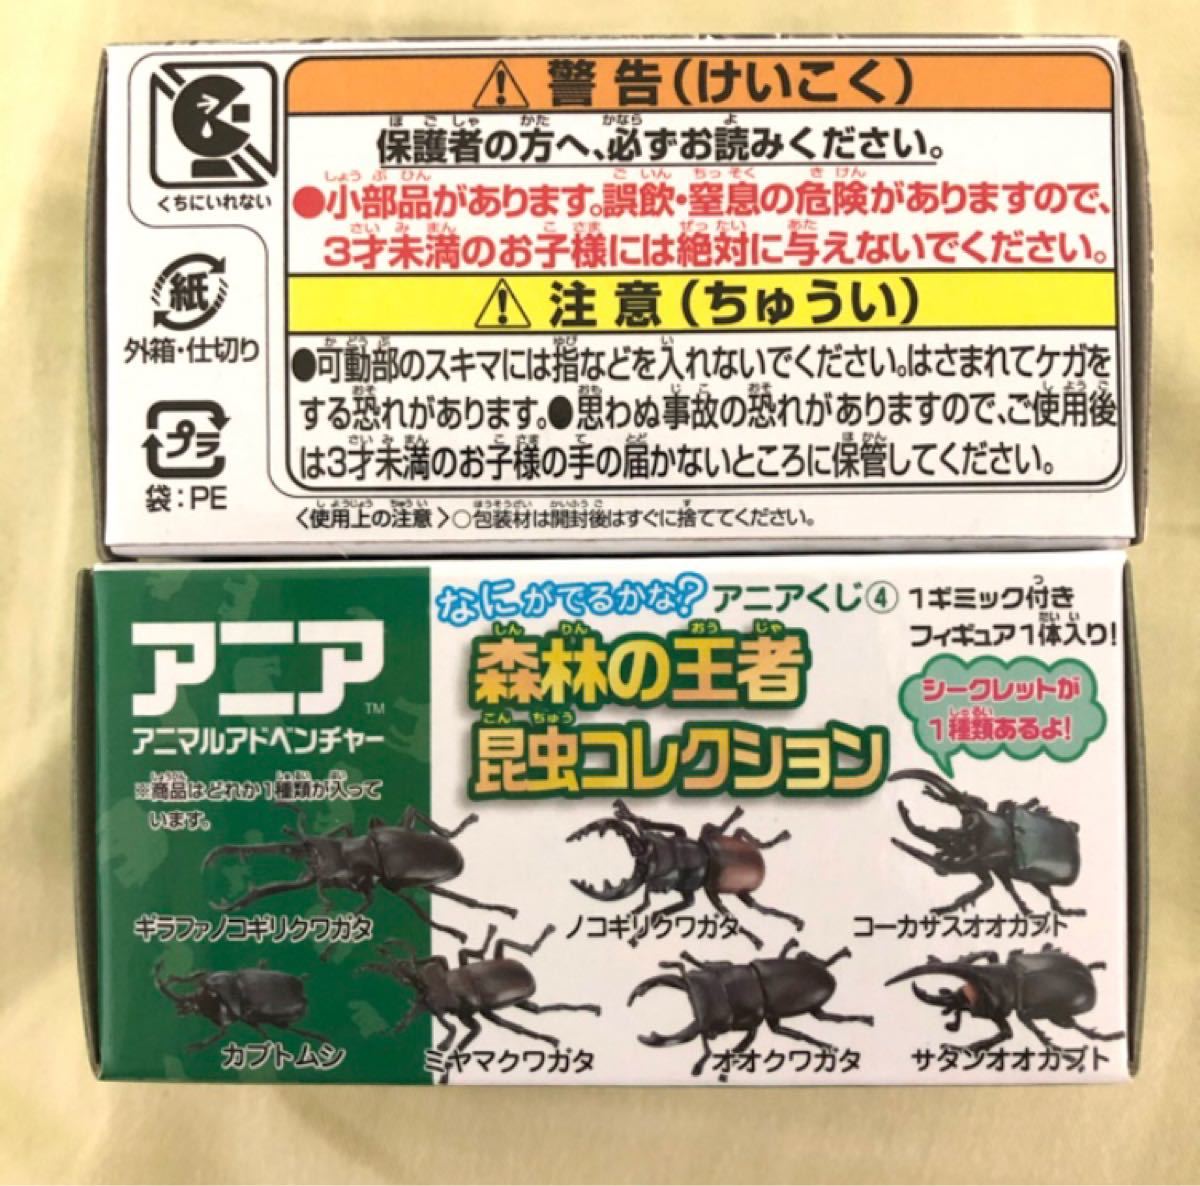 くちにいれない
紙
外箱・仕切り
プラ
袋：PE
⚠警告（けいこく）
保護者の方へ、必ずお読みください。
●小部品があります。誤飲・窒息の危険がありますので、
3才未満のお子様には絶対に与えないでください。
⚠注意（ちゅうい）
●可動部のスキマには指などを入れないでください。はさまれてケガを
する恐れがあります。●思わぬ事故の恐れがありますので、ご使用後
は3才未満のお子様の手の届かないところに保管してください。
〈使用上の注意〉○包装材は開封後はすぐに捨ててください。
アニア™
アニマルアドベンチャー
※商品はどれか1種類が入って
います。
なにがでるかな？アニアくじ④
森林の王者
昆虫コレクション
1ギミック付き
フィギュア1体入り！
シークレットが
1種類あるよ！
ギラファノコギリクワガタ
ノコギリクワガタ
コーカサスオオカブト
カブトムシ
ミヤマクワガタ
オオクワガタ
サタンオオカブト